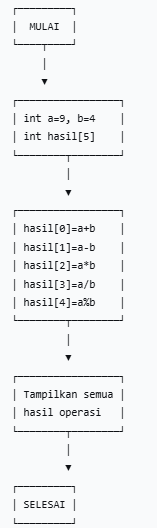 MULAI
int a=9, b=4
int hasil[5]
hasil[0]=a+b
hasil[1]=a-b
hasil[2]=a*b
hasil[3]=a/b
hasil[4]=a%b
Tampilkan semua
hasil operasi
SELESAI